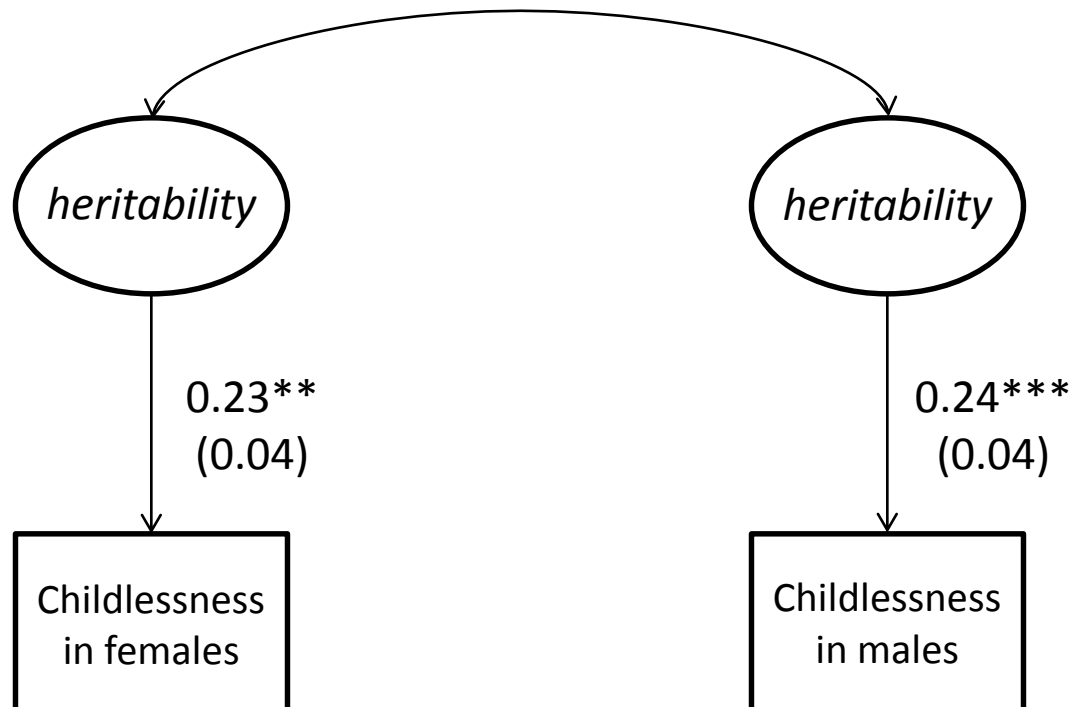 heritability
heritability
0.23**
(0.04)
0.24***
(0.04)
Childlessness
in females
Childlessness
in males